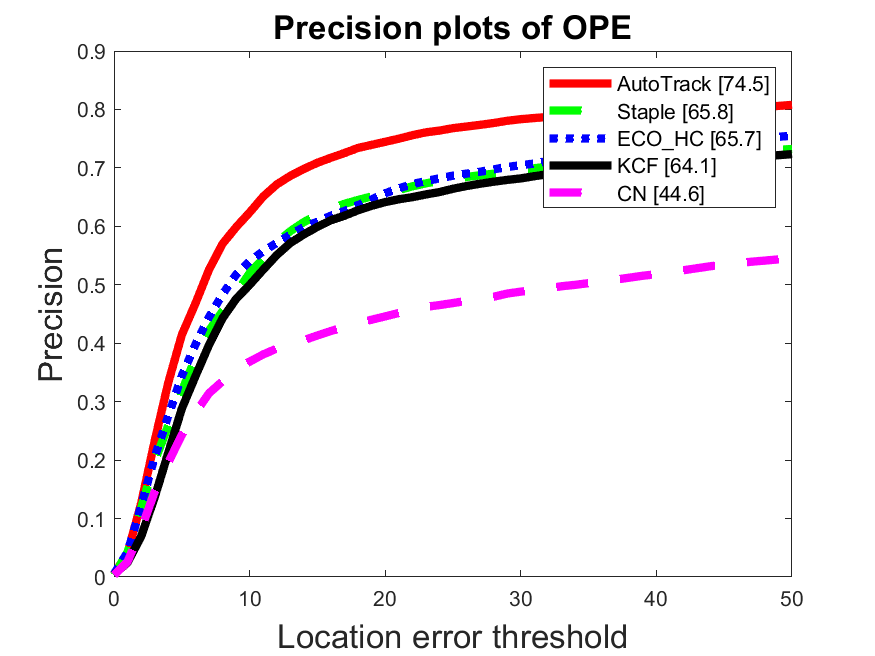 Precision plots of OPE
0.9
0.8
0.7
0.6
0.5
0.4
0.3
0.2
0.1
0
Precision
AutoTrack [74.5]
Staple [65.8]
ECO_HC [65.7]
KCF [64.1]
CN [44.6]
0 10 20 30 40 50
Location error threshold